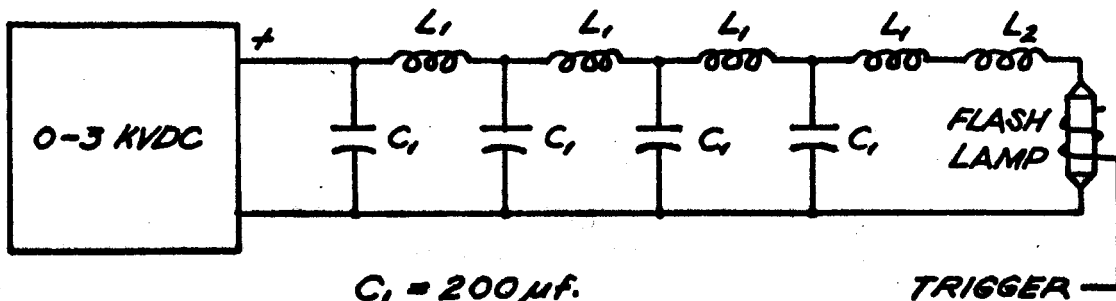 +
L₁ L₁ L₁ L₁ L₂
0-3 KVDC
C₁ C₁ C₁ C₁
FLASH
LAMP
C₁ = 200 µf.
TRIGGER